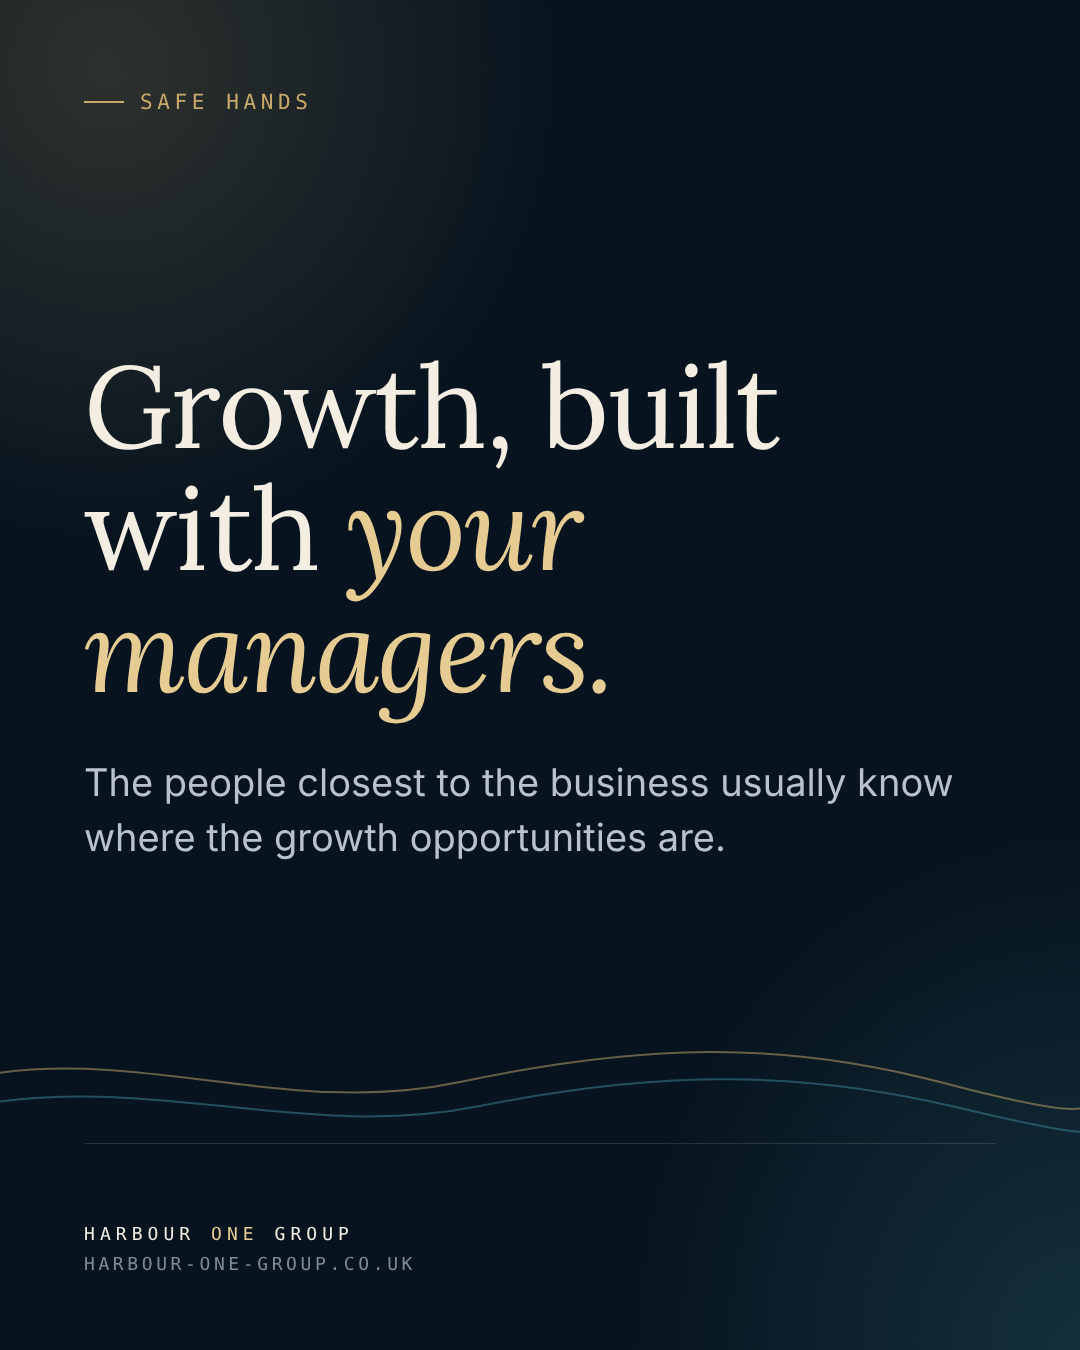 SAFE HANDS
Growth, built
with your
managers.
The people closest to the business usually know
where the growth opportunities are.
HARBOUR ONE GROUP
HARBOUR-ONE-GROUP.CO.UK